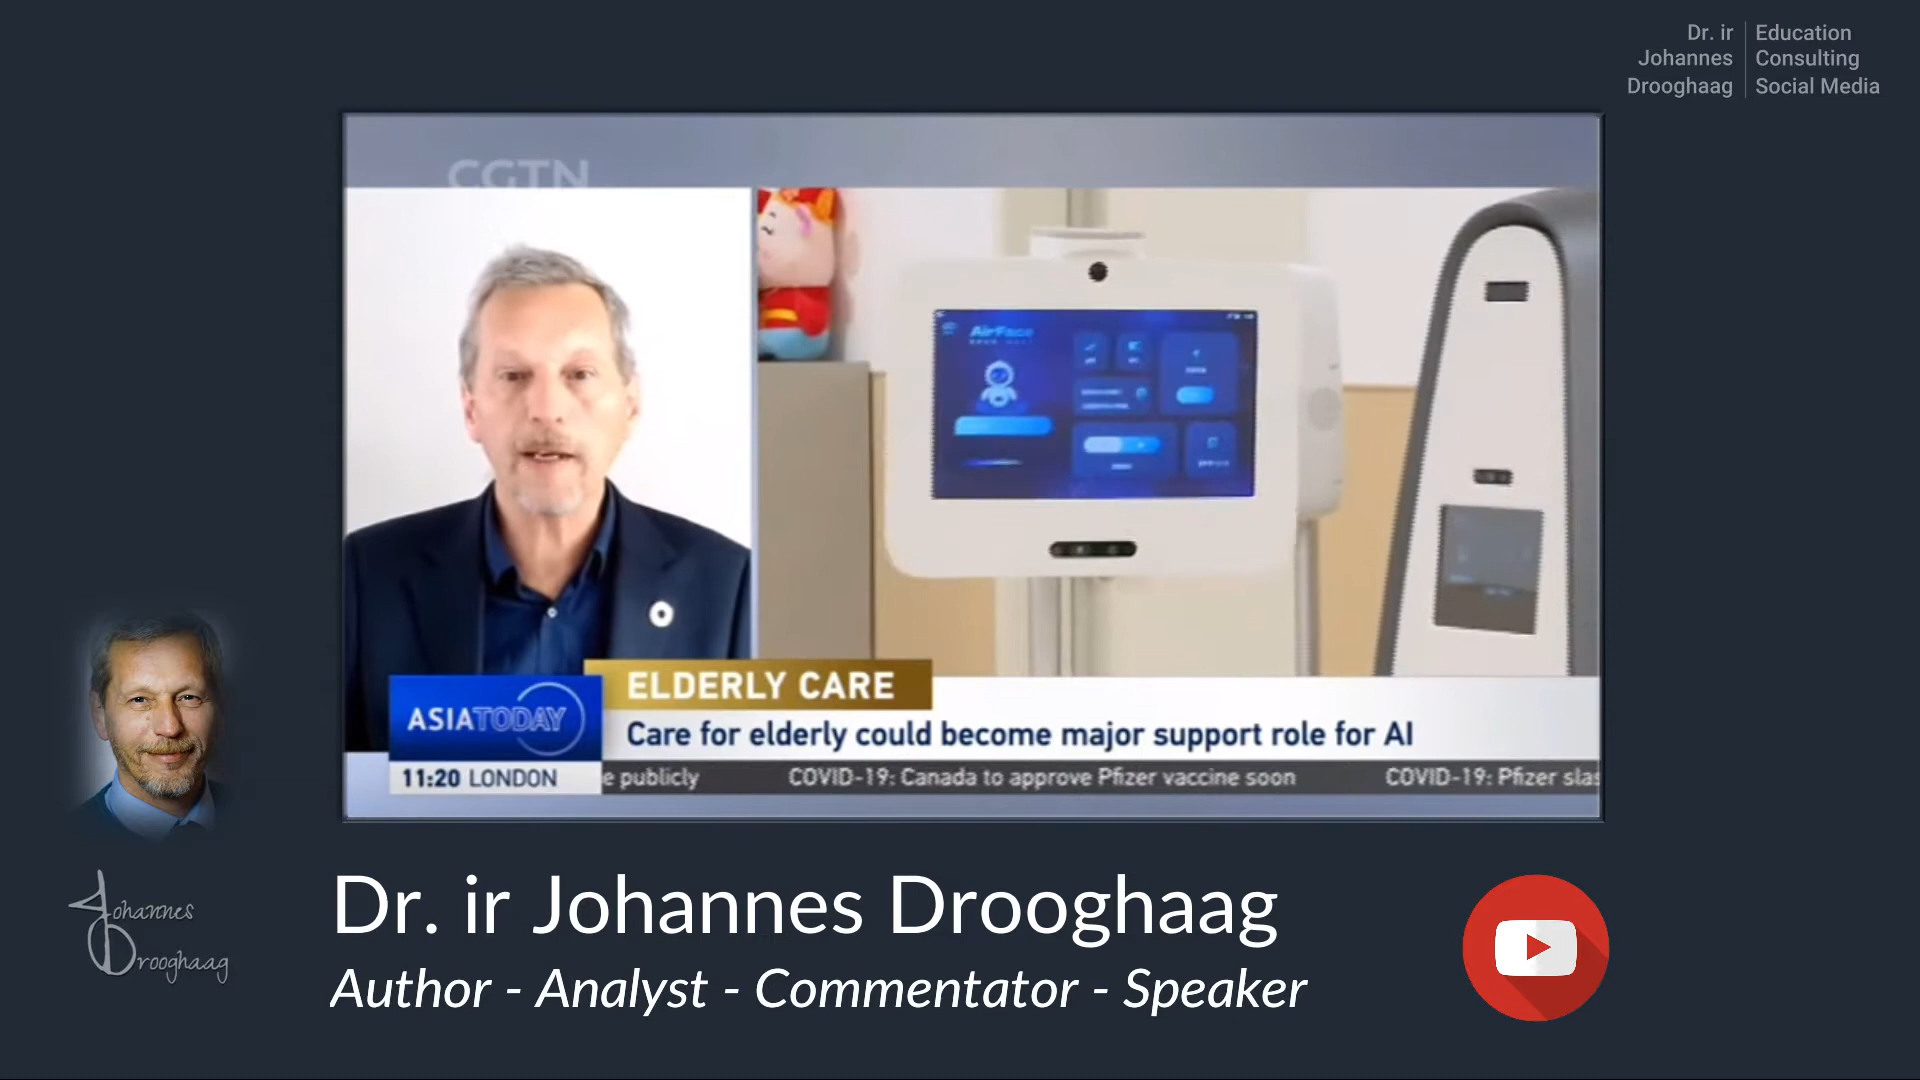 Dr. ir
Johannes
Drooghaag
Education
Consulting
Social Media
CGTN
AirFace
ELDERLY CARE
ASIATODAY
Care for elderly could become major support role for AI
11:20 LONDON
e publicly COVID-19: Canada to approve Pfizer vaccine soon COVID-19: Pfizer slas
Johannes
Drooghaag
Dr. ir Johannes Drooghaag
Author - Analyst - Commentator - Speaker